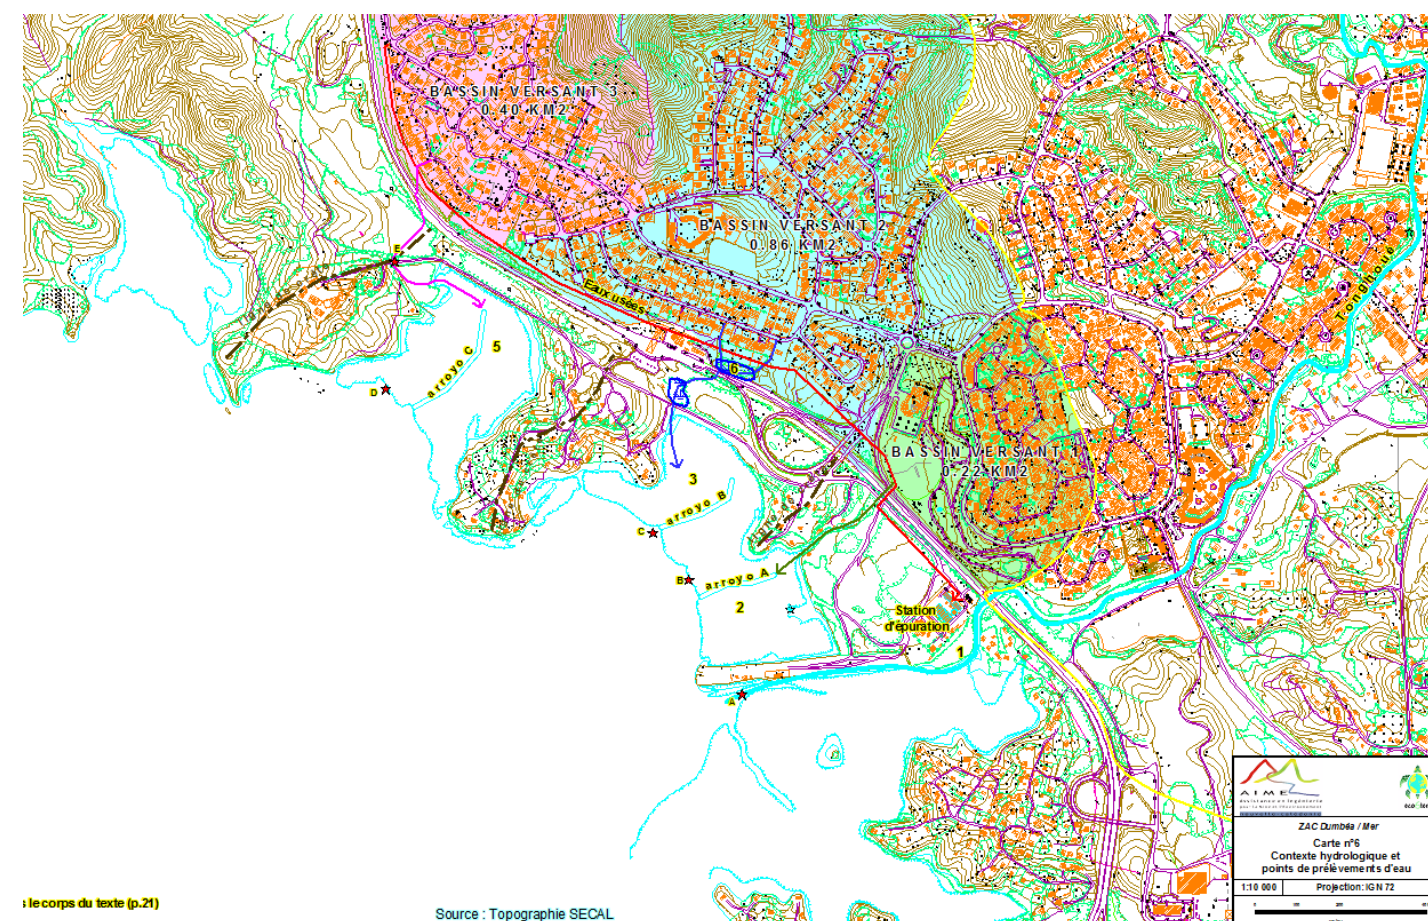 BASSIN VERSANT 3
0.40 KM2
BASSIN VERSANT 2
0.86 KM2
E
Eaux usées
Tonghoué
5
arroyo C
D
6
BASSIN VERSANT 1
0.22 KM2
3
arroyo B
C
B
arroyo A
2
Station
d'épuration
1
A
AIME
ZAC Dumbéa / Mer
Carte n°6
Contexte hydrologique et
points de prélèvements d'eau
1:10 000
Projection: IGN 72
le corps du texte (p.21)
Source : Topographie SECAL